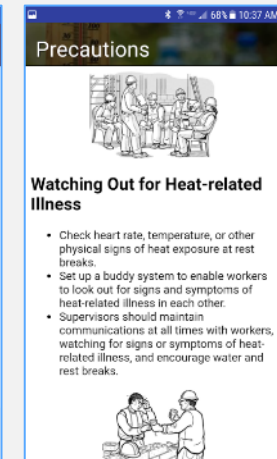 68% 10:37 AM
Precautions
Watching Out for Heat-related
Illness
• Check heart rate, temperature, or other
physical signs of heat exposure at rest
breaks.
• Set up a buddy system to enable workers
to look out for signs and symptoms of
heat-related illness in each other.
• Supervisors should maintain
communications at all times with workers,
watching for signs or symptoms of heat-
related illness, and encourage water and
rest breaks.